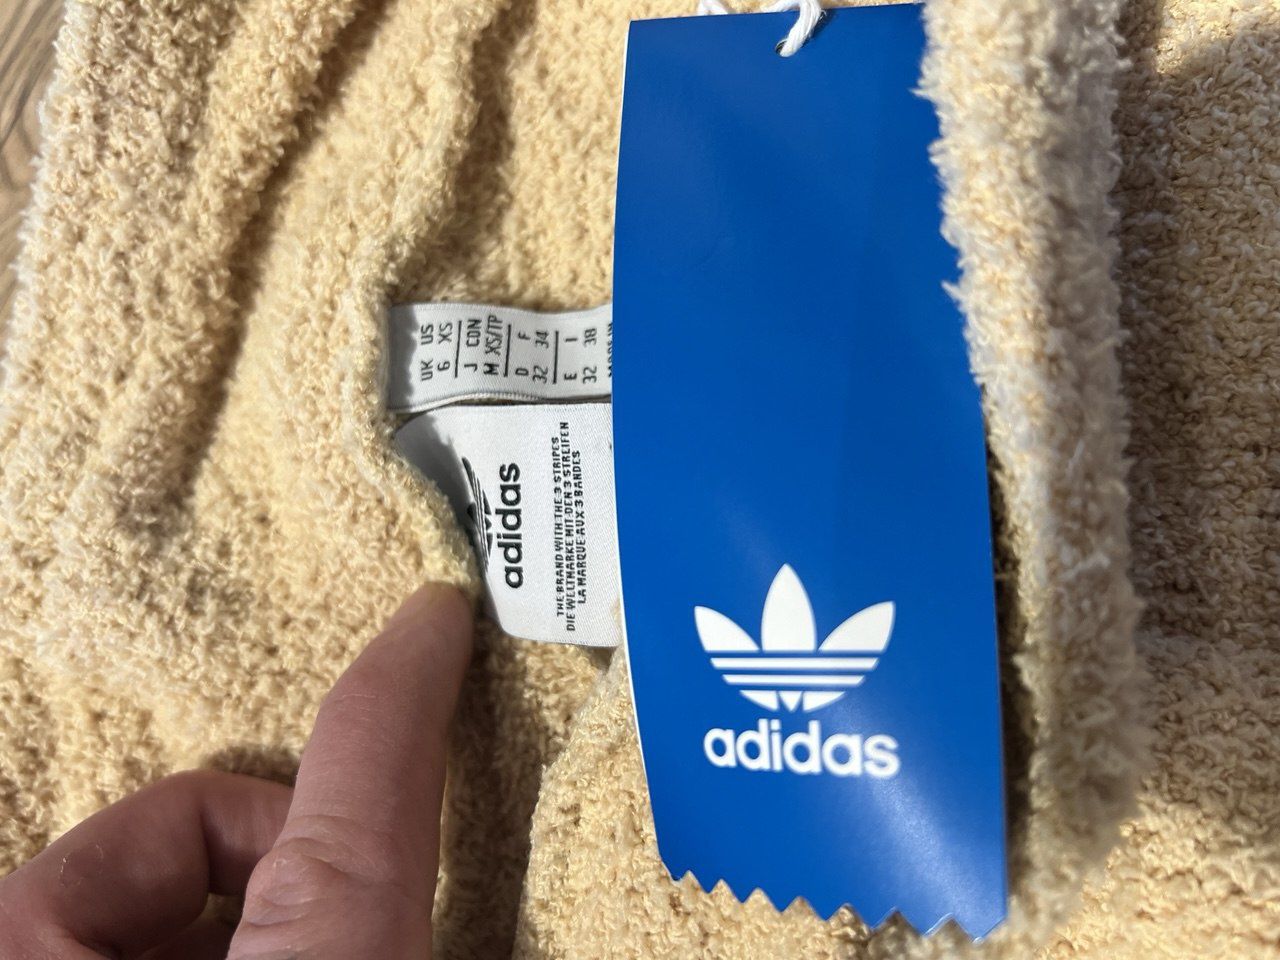 UK US
6 XS
J CON
M XS/TP
D F
32 34
E I
32 38
adidas
THE BRAND WITH THE 3 STRIPES
DIE WELTMARKE MIT DEN 3 STREIFEN
LA MARQUE AUX 3 BANDES
adidas